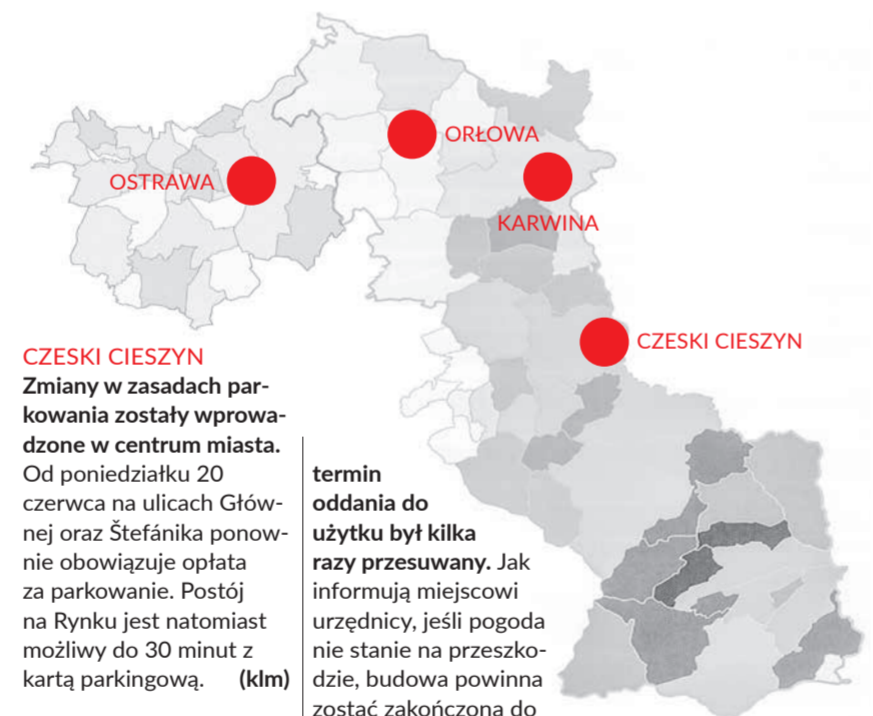 ORŁOWA
OSTRAWA
KARWINA
CZESKI CIESZYN
CZESKI CIESZYN
Zmiany w zasadach par-
kowania zostały wprowa-
dzone w centrum miasta.
Od poniedziałku 20
czerwca na ulicach Głów-
nej oraz Štefánika ponow-
nie obowiązuje opłata
za parkowanie. Postój
na Rynku jest natomiast
możliwy do 30 minut z
kartą parkingową. (klm)
termin
oddania do
użytku był kilka
razy przesuwany. Jak
informują miejscowi
urzędnicy, jeśli pogoda
nie stanie na przeszko-
dzie, budowa powinna
zostać zakończona do